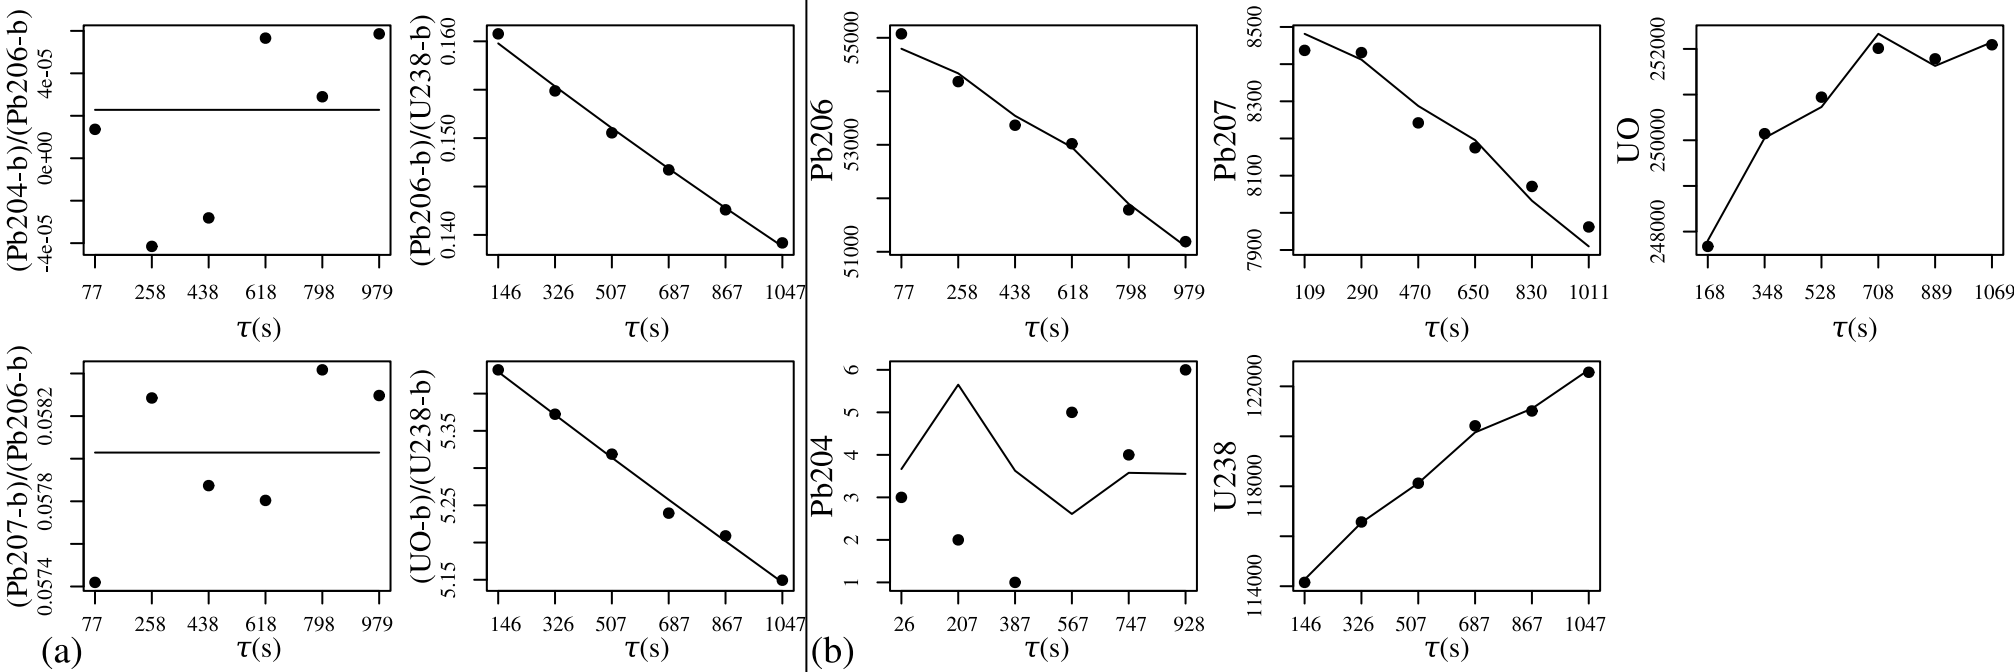 (Pb204-b)/(Pb206-b)
-4e-05 0e+00 4e-05
77 258 438 618 798 979
τ(s)
(Pb206-b)/(U238-b)
0.140 0.150 0.160
146 326 507 687 867 1047
τ(s)
Pb206
51000 53000 55000
77 258 438 618 798 979
τ(s)
Pb207
7900 8100 8300 8500
109 290 470 650 830 1011
τ(s)
UO
248000 250000 252000
168 348 528 708 889 1069
τ(s)
(Pb207-b)/(Pb206-b)
0.0574 0.0578 0.0582
77 258 438 618 798 979
τ(s)
(a)
(UO-b)/(U238-b)
5.15 5.25 5.35
146 326 507 687 867 1047
τ(s)
(b)
Pb204
1 2 3 4 5 6
26 207 387 567 747 928
τ(s)
U238
114000 118000 122000
146 326 507 687 867 1047
τ(s)